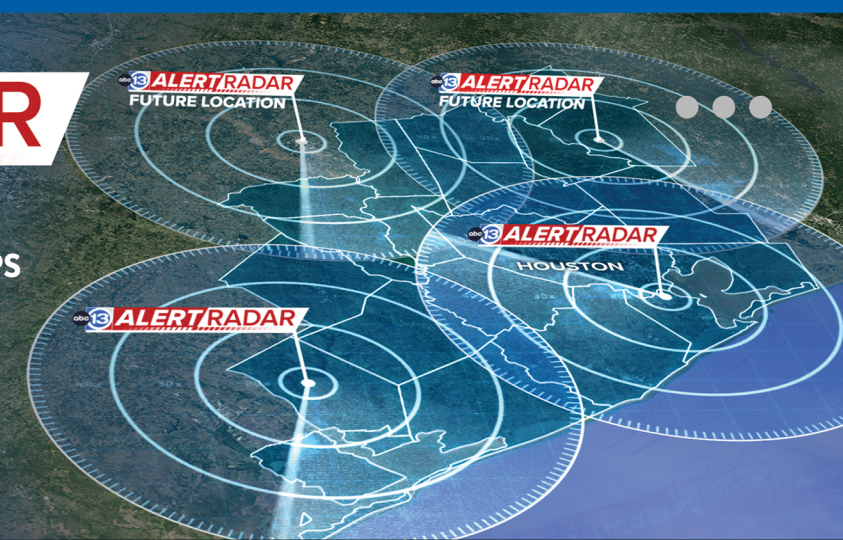 R
PS
abc 13 ALERT RADAR
FUTURE LOCATION
abc 13 ALERT RADAR
FUTURE LOCATION
abc 13 ALERT RADAR
HOUSTON
abc 13 ALERT RADAR